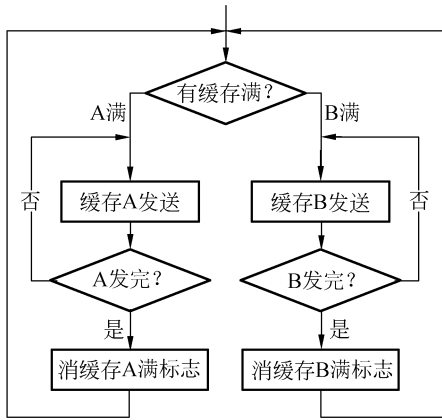 有缓存满?
A满
B满
否
缓存A发送
缓存B发送
否
A发完?
B发完?
是
是
消缓存A满标志
消缓存B满标志